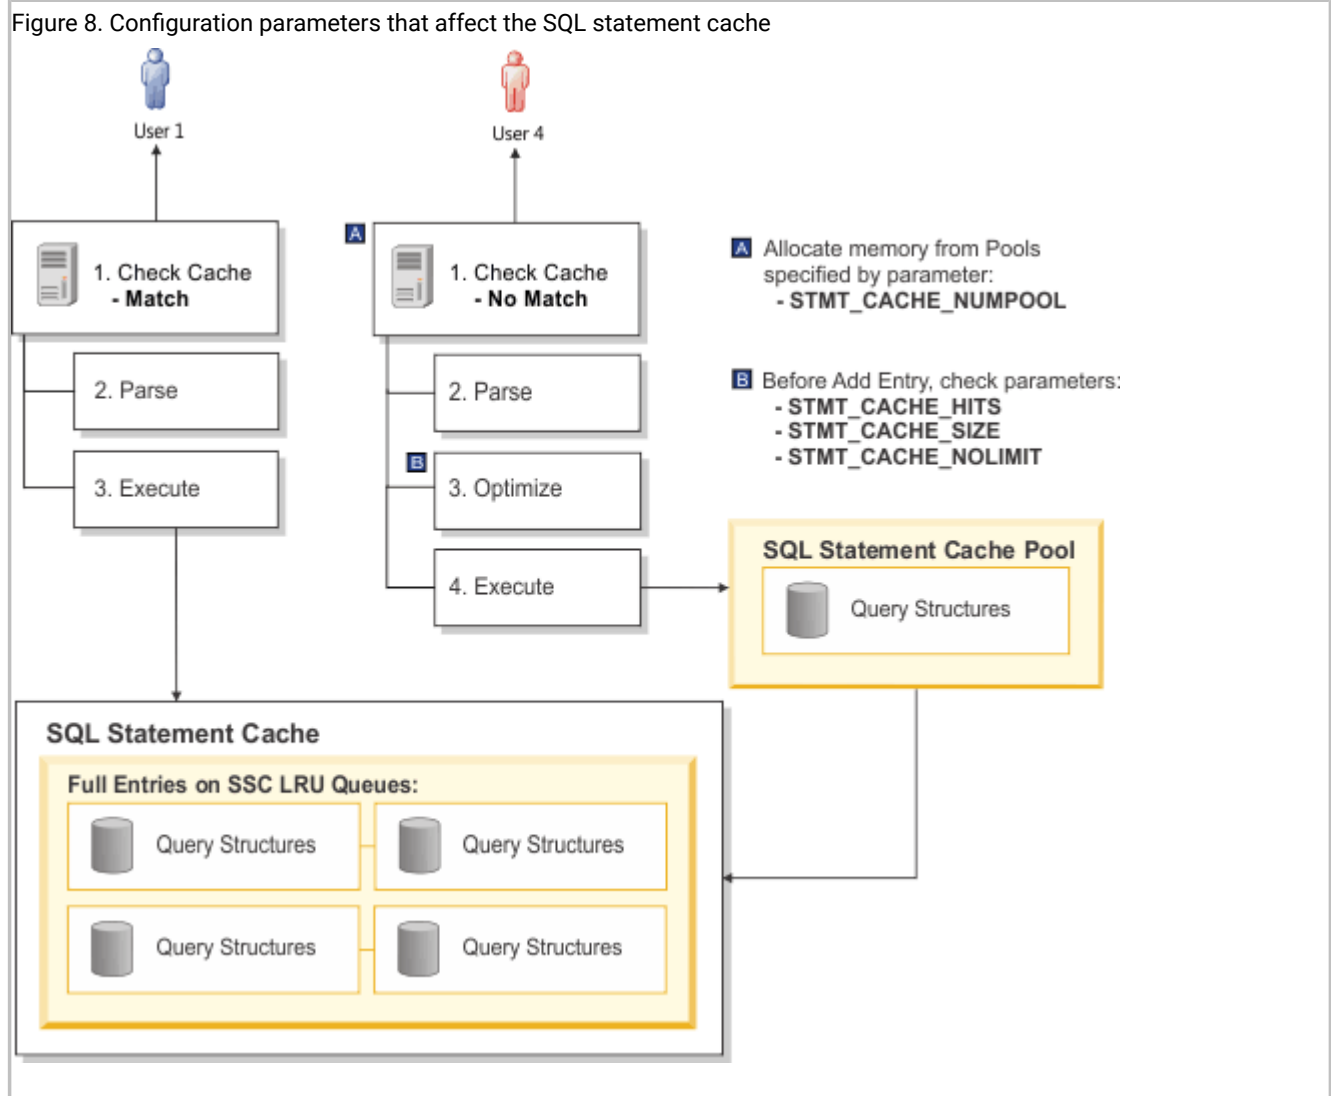 Figure 8. Configuration parameters that affect the SQL statement cache
User 1
User 4
1. Check Cache
- Match
2. Parse
3. Execute
A
1. Check Cache
- No Match
2. Parse
B
3. Optimize
4. Execute
A Allocate memory from Pools
specified by parameter:
- STMT_CACHE_NUMPOOL
B Before Add Entry, check parameters:
- STMT_CACHE_HITS
- STMT_CACHE_SIZE
- STMT_CACHE_NOLIMIT
SQL Statement Cache Pool
Query Structures
SQL Statement Cache
Full Entries on SSC LRU Queues:
Query Structures
Query Structures
Query Structures
Query Structures